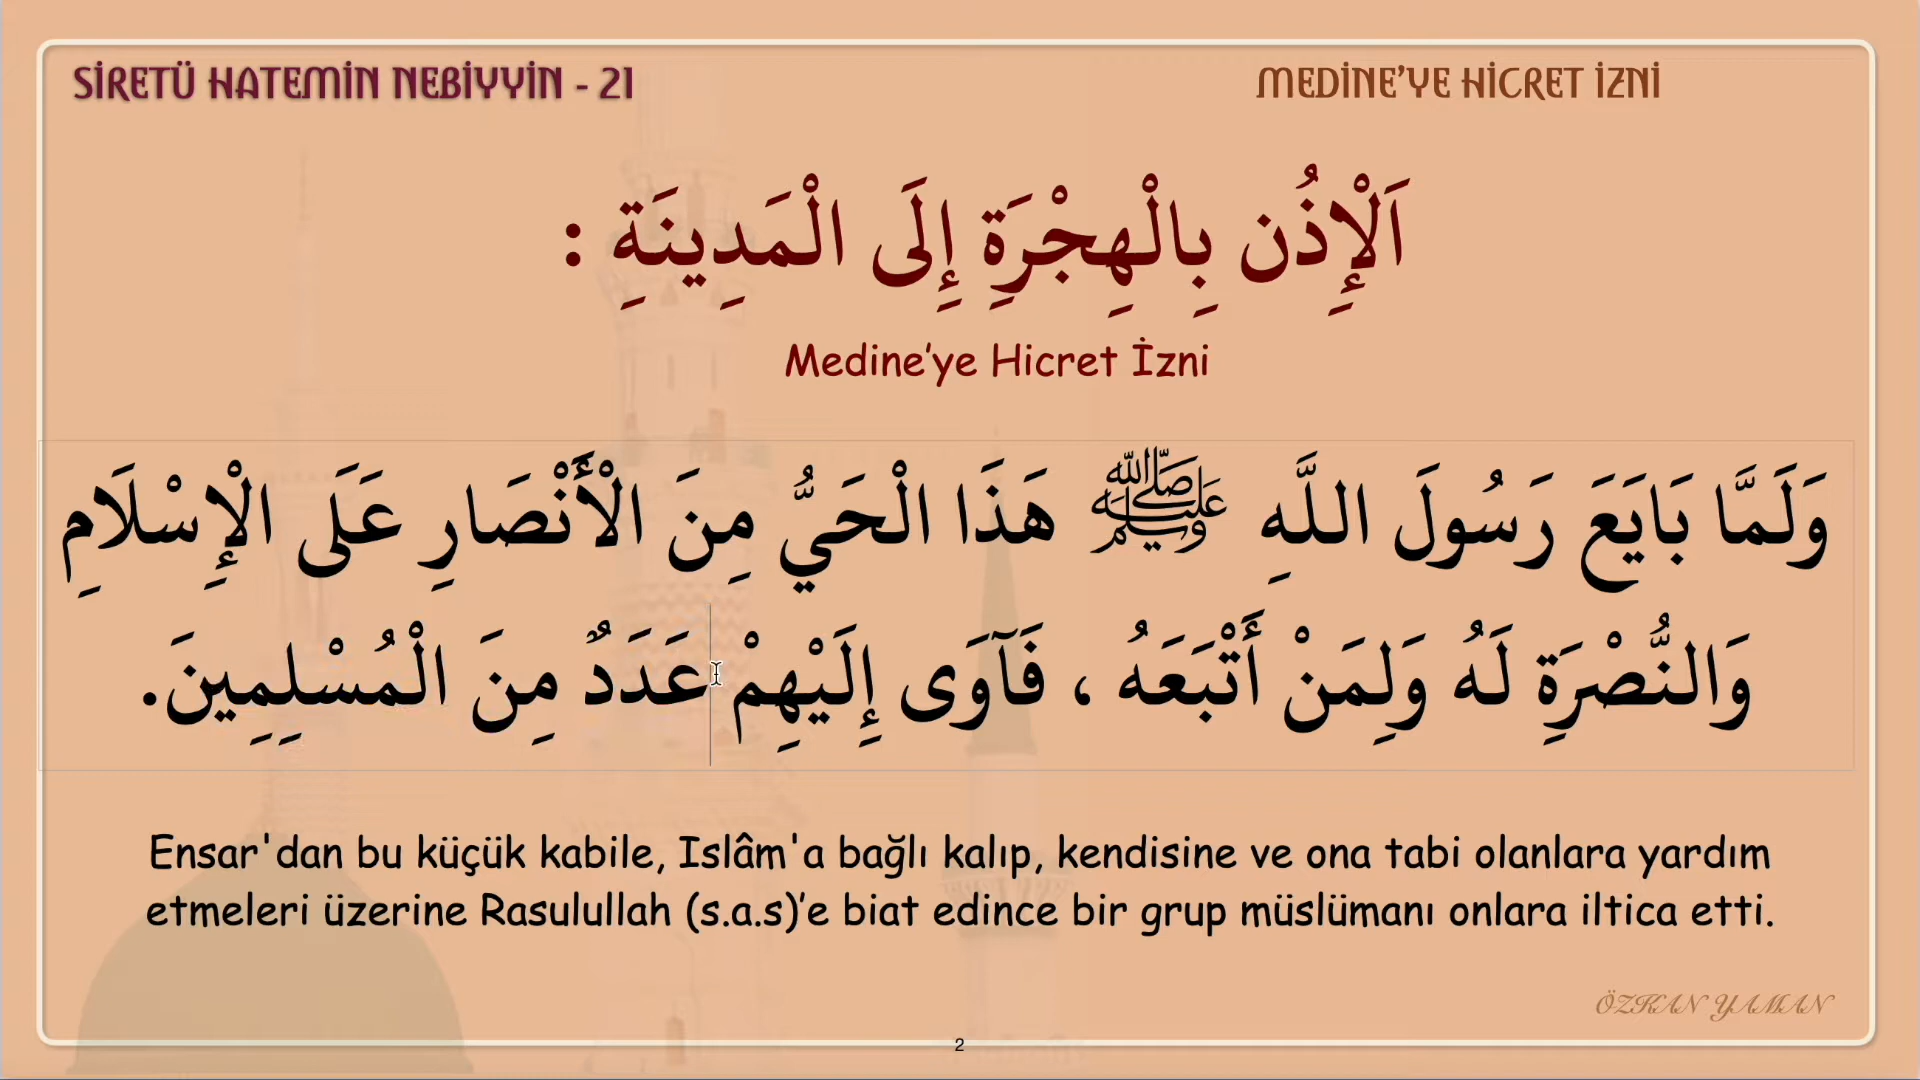 SİRETÜ HATEMİN NEBİYYİN - 21
MEDİNE’YE HİCRET İZNİ
اَلْإِذُن بِالْهِجْرَةِ إِلَى الْمَدِينَةِ :
Medine’ye Hicret İzni
وَلَمَّا بَايَعَ رَسُولَ اللَّهِ ﷺ هَذَا الْحَيُّ مِنَ الْأَنْصَارِ عَلَى الْإِسْلَامِ
وَالنُّصْرَةِ لَهُ وَلِمَنْ أَتْبَعَهُ ، فَآوَى إِلَيْهِمْ عَدَدٌ مِنَ الْمُسْلِمِينَ.
Ensar'dan bu küçük kabile, Islâm'a bağlı kalıp, kendisine ve ona tabi olanlara yardım
etmeleri üzerine Rasulullah (s.a.s)’e biat edince bir grup müslümanı onlara iltica etti.
ÖZKAN YAMAN
2